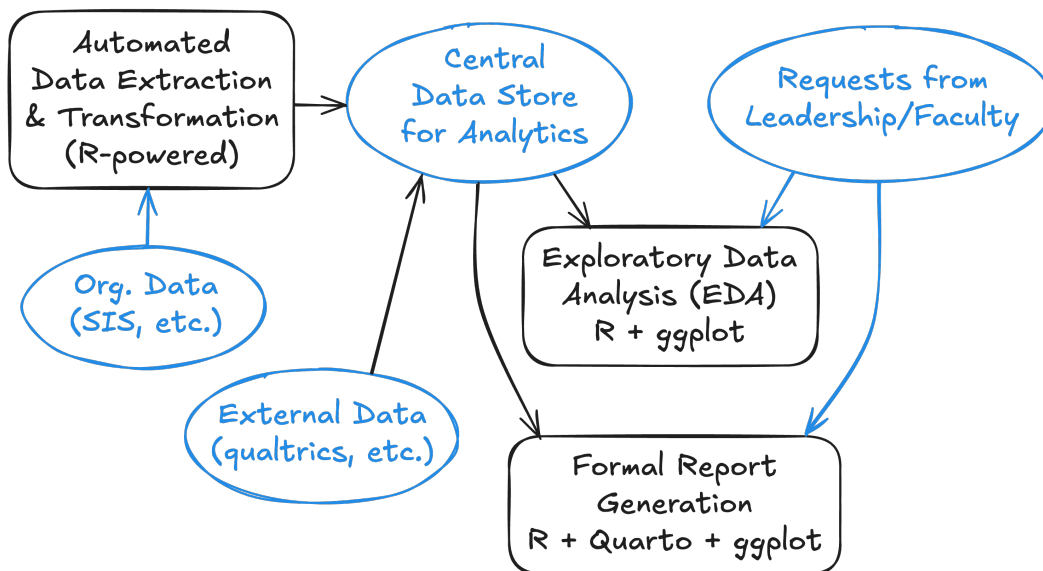 Automated
Data Extraction
& Transformation
(R-powered)
Central
Data Store
for Analytics
Requests from
Leadership/Faculty
Org. Data
(SIS, etc.)
Exploratory Data
Analysis (EDA)
R + ggplot
External Data
(qualtrics, etc.)
Formal Report
Generation
R + Quarto + ggplot